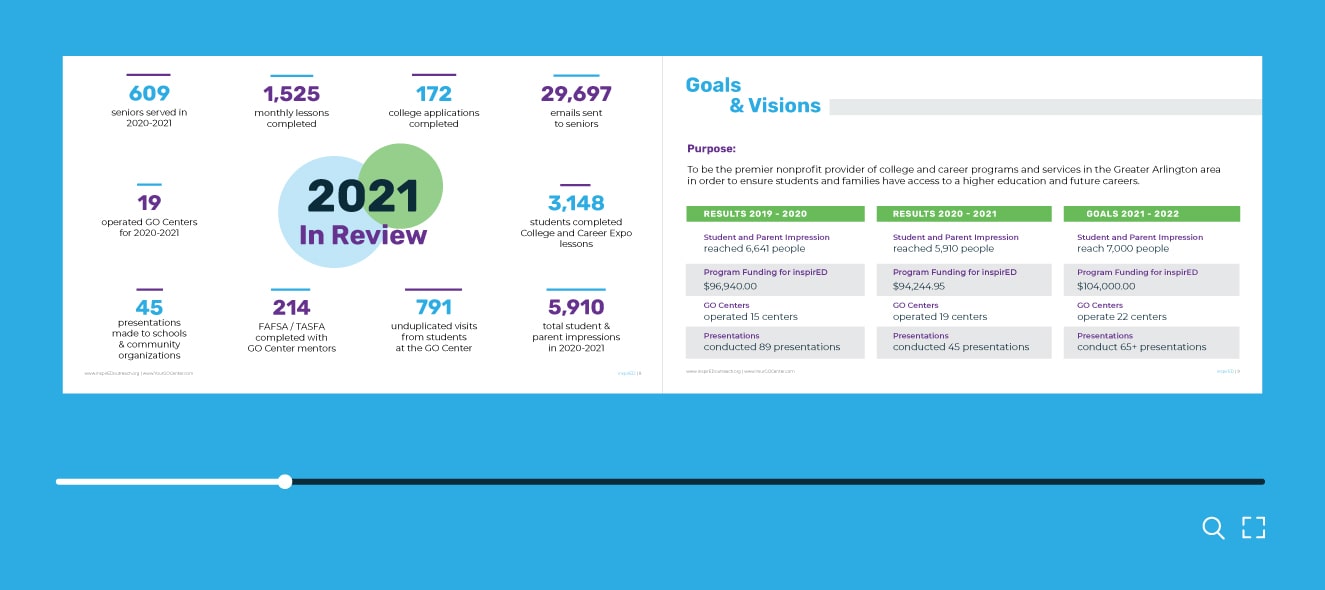 609
seniors served in
2020-2021
1,525
monthly lessons
completed
172
college applications
completed
29,697
emails sent
to seniors
19
operated GO Centers
for 2020-2021
2021
In Review
3,148
students completed
College and Career Expo
lessons
45
presentations
made to schools
& community
organizations
214
FAFSA / TASFA
completed with
GO Center mentors
791
unduplicated visits
from students
at the GO Center
5,910
total student &
parent impressions
in 2020-2021
Goals
& Visions
Purpose:
To be the premier nonprofit provider of college and career programs and services in the Greater Arlington area
in order to ensure students and families have access to a higher education and future careers.
RESULTS 2019 - 2020
Student and Parent Impression
reached 6,641 people
Program Funding for inspirED
$96,940.00
GO Centers
operated 15 centers
Presentations
conducted 89 presentations
RESULTS 2020 - 2021
Student and Parent Impression
reached 5,910 people
Program Funding for inspirED
$94,244.95
GO Centers
operated 19 centers
Presentations
conducted 45 presentations
GOALS 2021 - 2022
Student and Parent Impression
reach 7,000 people
Program Funding for inspirED
$104,000.00
GO Centers
operate 22 centers
Presentations
conduct 65+ presentations